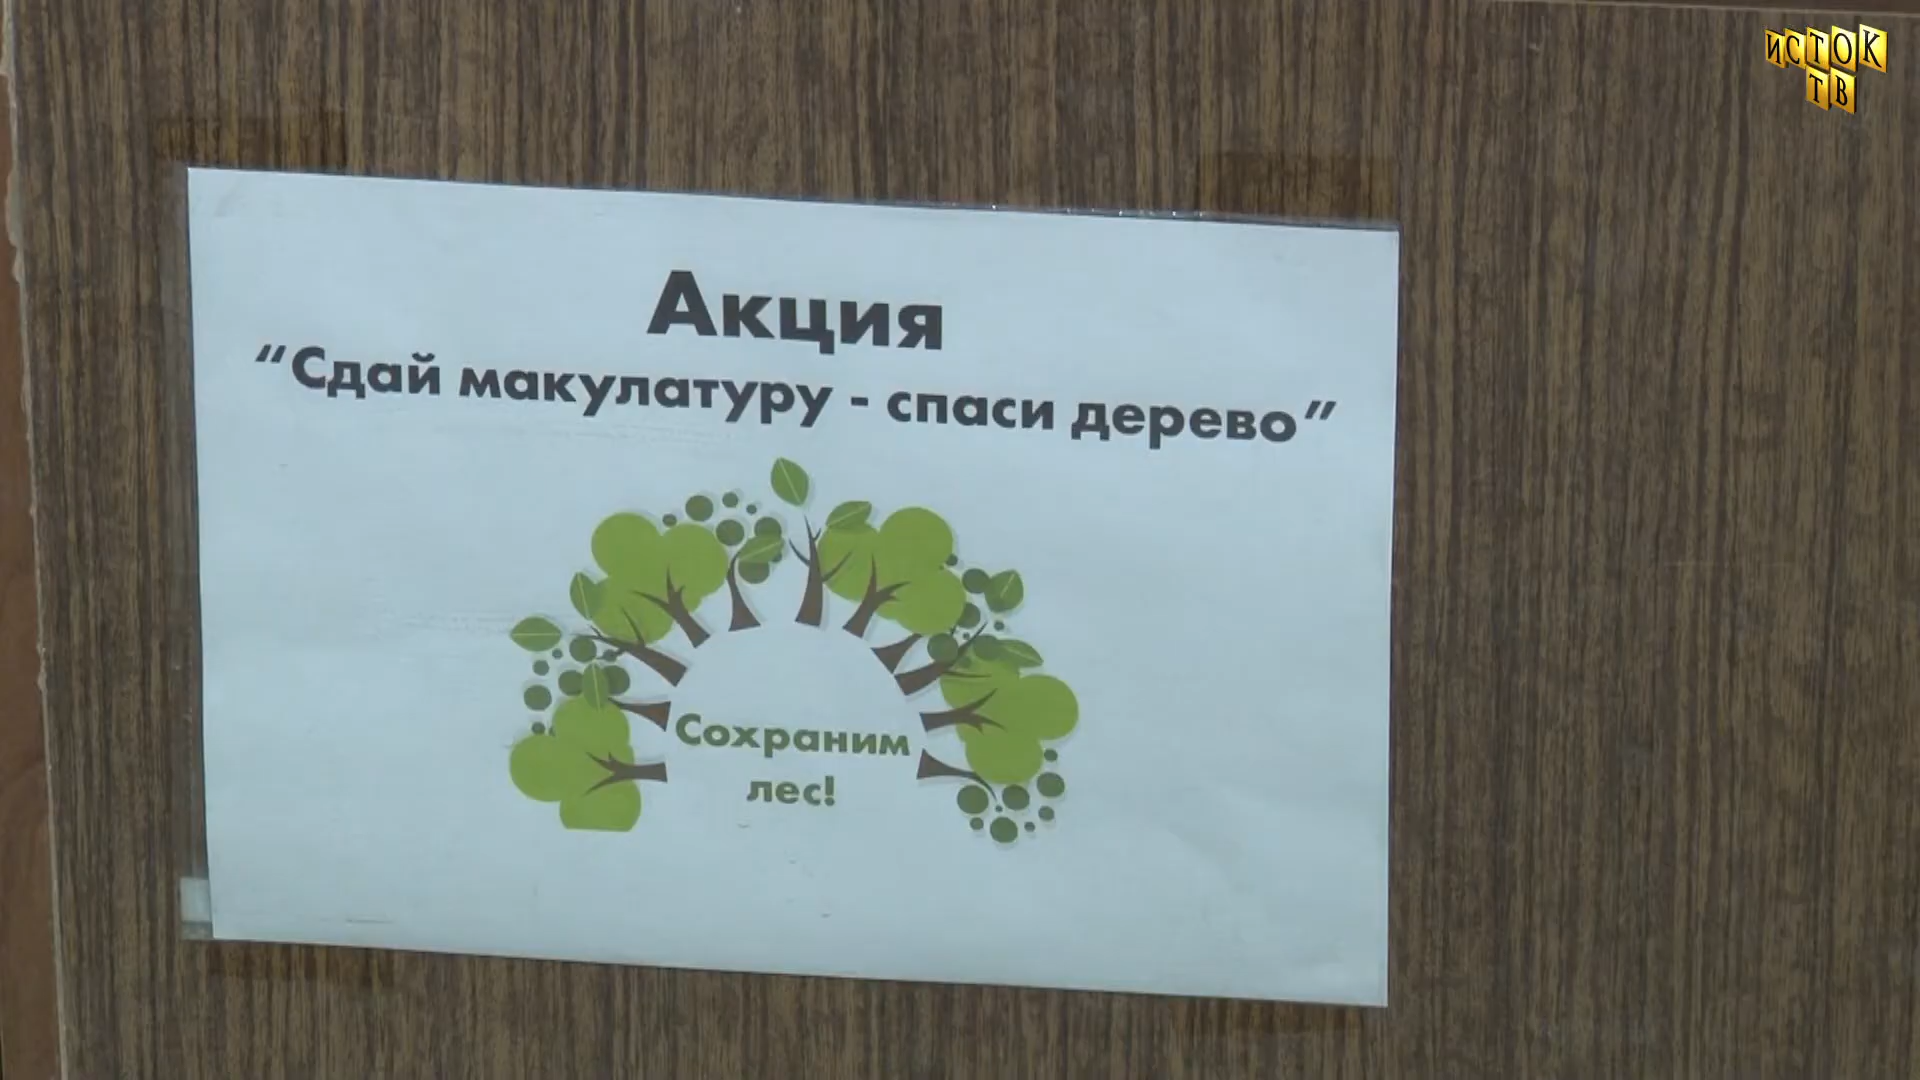 ИСТОК
ТВ
Акция
“Сдай макулатуру - спаси дерево”
Сохраним
лес!